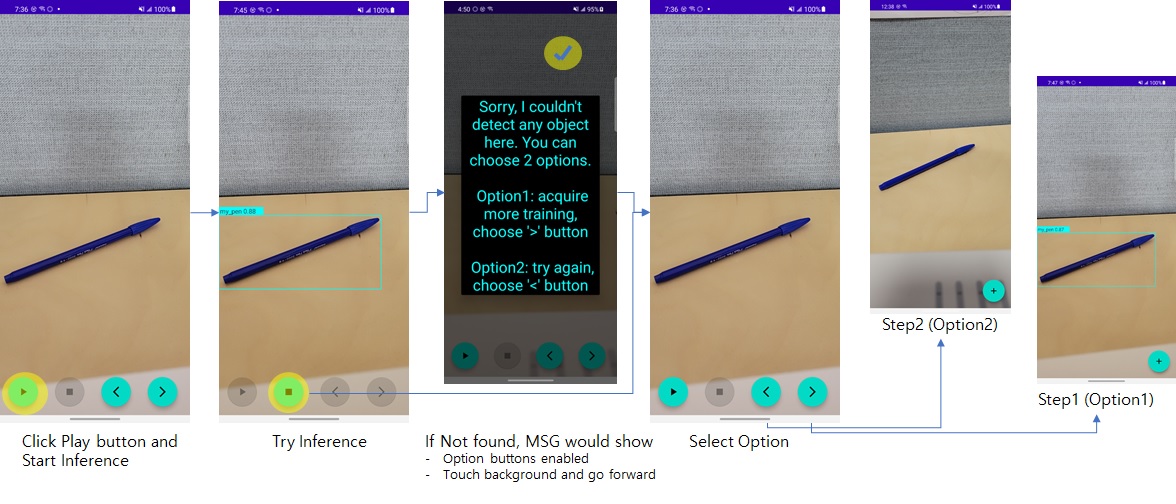 7:36
100%
my_pen 0.88
7:45
100%
4:50
95%
Sorry, I couldn't
detect any object
here. You can
choose 2 options.
Option1: acquire
more training,
choose '>' button
Option2: try again,
choose '<' button
7:36
100%
12:38
100%
7:47
100%
my_pen 0.87
Click Play button and
Start Inference
Try Inference
If Not found, MSG would show
- Option buttons enabled
- Touch background and go forward
Select Option
Step2 (Option2)
Step1 (Option1)